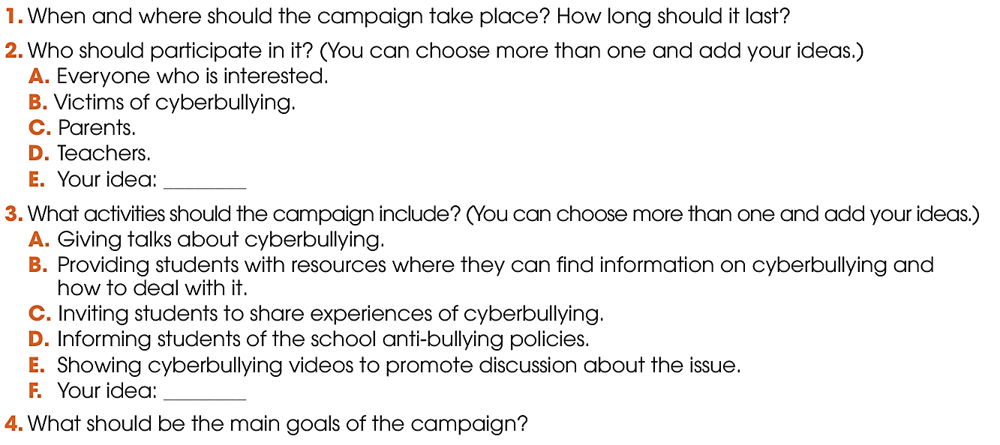 1. When and where should the campaign take place? How long should it last?
2. Who should participate in it? (You can choose more than one and add your ideas.)
A. Everyone who is interested.
B. Victims of cyberbullying.
C. Parents.
D. Teachers.
E. Your idea: ________
3. What activities should the campaign include? (You can choose more than one and add your ideas.)
A. Giving talks about cyberbullying.
B. Providing students with resources where they can find information on cyberbullying and
how to deal with it.
C. Inviting students to share experiences of cyberbullying.
D. Informing students of the school anti-bullying policies.
E. Showing cyberbullying videos to promote discussion about the issue.
F. Your idea: ________
4. What should be the main goals of the campaign?